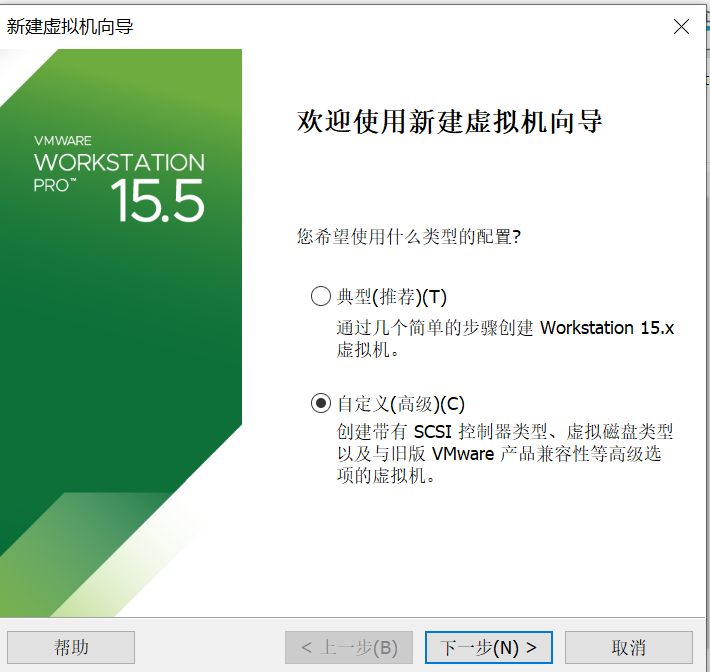 新建虚拟机向导
VMWARE
WORKSTATION
PRO™ 15.5
欢迎使用新建虚拟机向导
您希望使用什么类型的配置?
典型(推荐)(T)
通过几个简单的步骤创建 Workstation 15.x
虚拟机。
自定义(高级)(C)
创建带有 SCSI 控制器类型、虚拟磁盘类型
以及与旧版 VMware 产品兼容性等高级选
项的虚拟机。
帮助
< 上一步(B)
下一步(N) >
取消